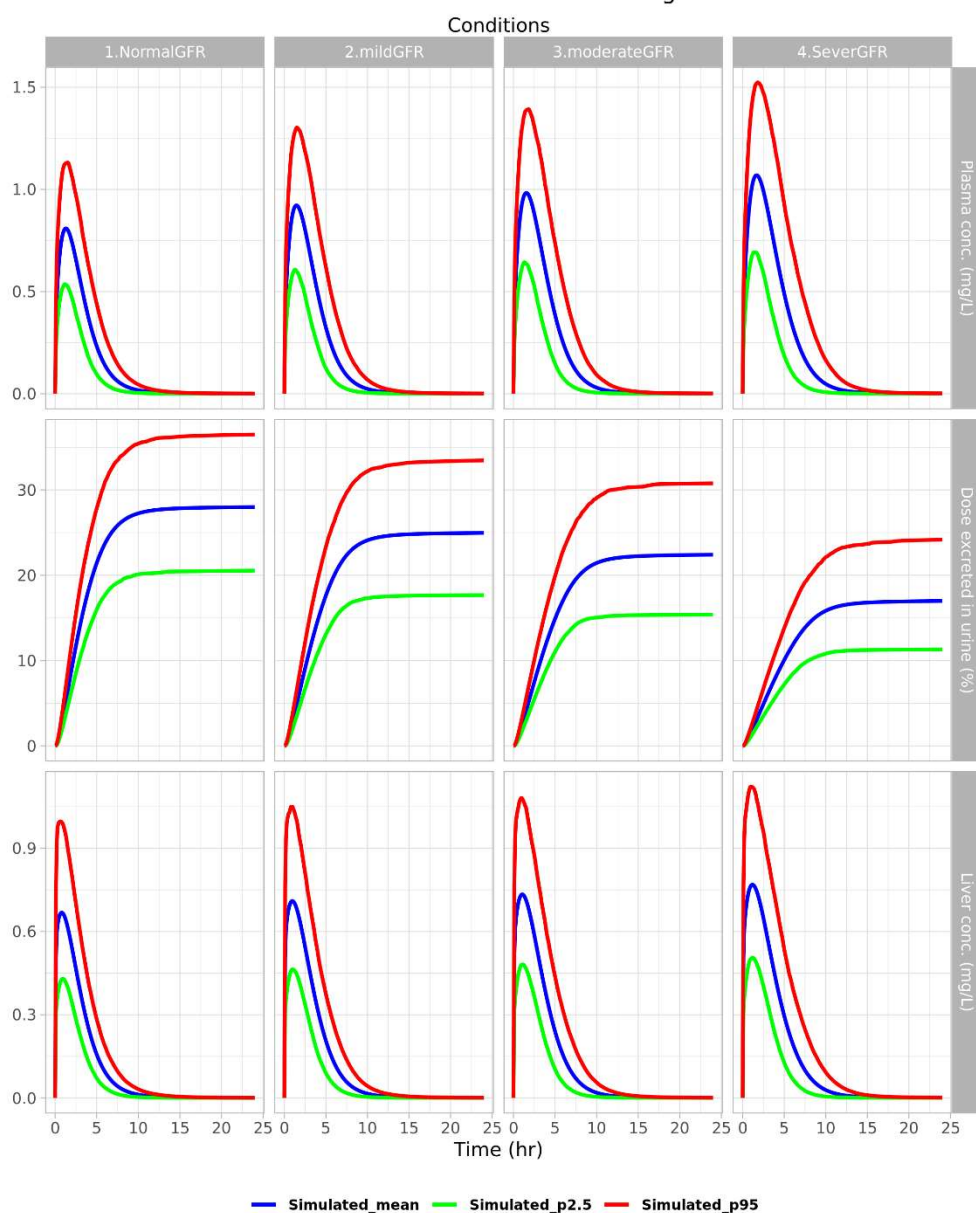 Conditions
1.NormalGFR 2.mildGFR 3.moderateGFR 4.SeverGFR
1.5
1.0
0.5
0.0
Plasma conc. (mg/L)
30
20
10
0
Dose excreted in urine (%)
0.9
0.6
0.3
0.0
Liver conc. (mg/L)
0 5 10 15 20 25 0 5 10 15 20 25 0 5 10 15 20 25 0 5 10 15 20 25
Time (hr)
Simulated_mean Simulated_p2.5 Simulated_p95